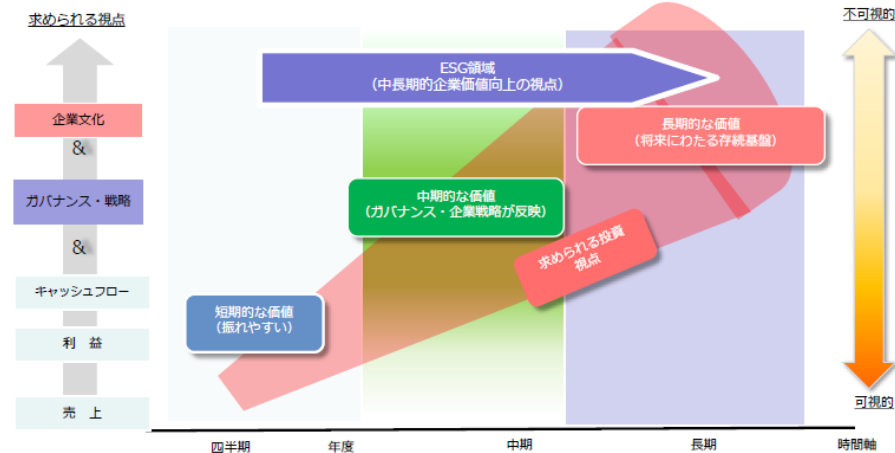 求められる視点
不可視的
ESG領域
（中長期的企業価値向上の視点）
企業文化
&
長期的な価値
（将来にわたる存続基盤）
ガバナンス・戦略
中期的な価値
（ガバナンス・企業戦略が反映）
&
求められる投資
視点
キャッシュフロー
短期的な価値
（振れやすい）
利　益
可視的
売　上
四半期
年度
中期
長期
時間軸